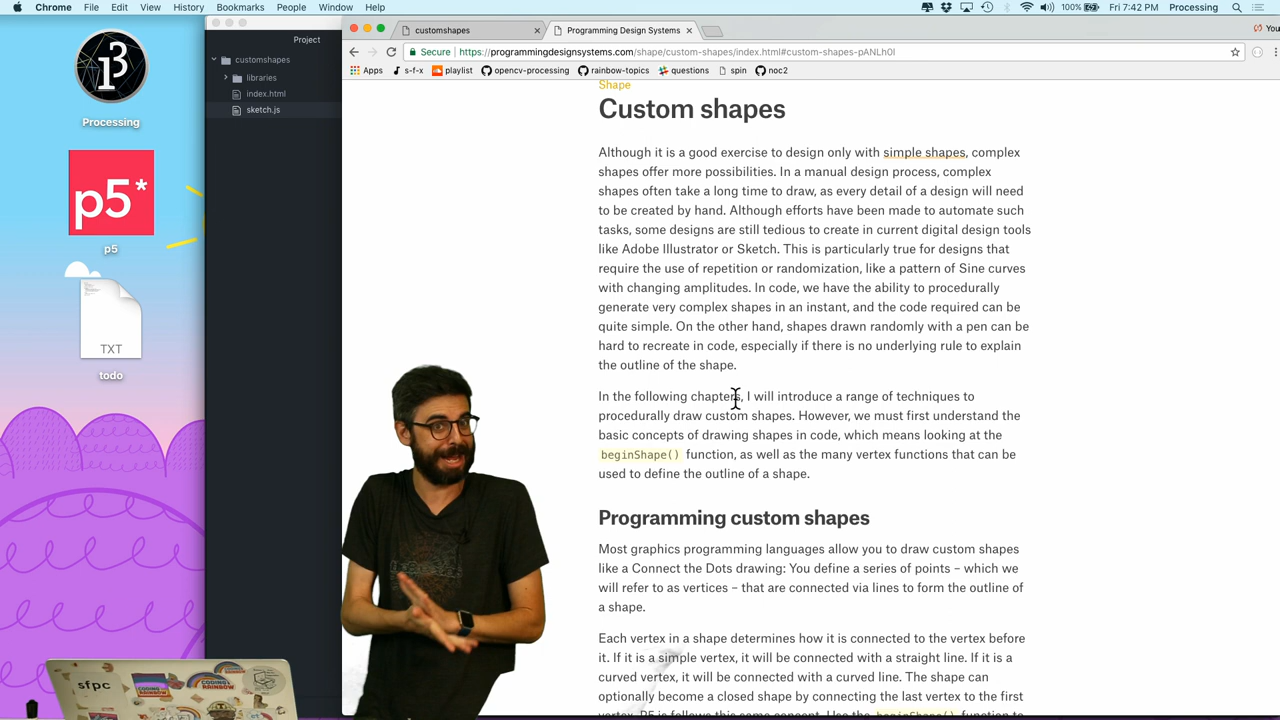 Chrome File Edit View History Bookmarks People Window Help
100% Fri 7:42 PM Processing
Processing
p5*
p5
TXT
todo
sfpc
CODING
RAINBOW
Project
customshapes
libraries
index.html
sketch.js
customshapes
Programming Design Systems
You
Secure https://programmingdesignsystems.com/shape/custom-shapes/index.html#custom-shapes-pANLh0I
Apps s-f-x playlist opencv-processing rainbow-topics questions spin noc2
Shape
Custom shapes
Although it is a good exercise to design only with simple shapes, complex
shapes offer more possibilities. In a manual design process, complex
shapes often take a long time to draw, as every detail of a design will need
to be created by hand. Although efforts have been made to automate such
tasks, some designs are still tedious to create in current digital design tools
like Adobe Illustrator or Sketch. This is particularly true for designs that
require the use of repetition or randomization, like a pattern of Sine curves
with changing amplitudes. In code, we have the ability to procedurally
generate very complex shapes in an instant, and the code required can be
quite simple. On the other hand, shapes drawn randomly with a pen can be
hard to recreate in code, especially if there is no underlying rule to explain
the outline of the shape.
In the following chapters, I will introduce a range of techniques to
procedurally draw custom shapes. However, we must first understand the
basic concepts of drawing shapes in code, which means looking at the
beginShape() function, as well as the many vertex functions that can be
used to define the outline of a shape.
Programming custom shapes
Most graphics programming languages allow you to draw custom shapes
like a Connect the Dots drawing: You define a series of points – which we
will refer to as vertices – that are connected via lines to form the outline of
a shape.
Each vertex in a shape determines how it is connected to the vertex before
it. If it is a simple vertex, it will be connected with a straight line. If it is a
curved vertex, it will be connected with a curved line. The shape can
optionally become a closed shape by connecting the last vertex to the first
vertex. P5.js follows this same concept. Use the beginShape() function to